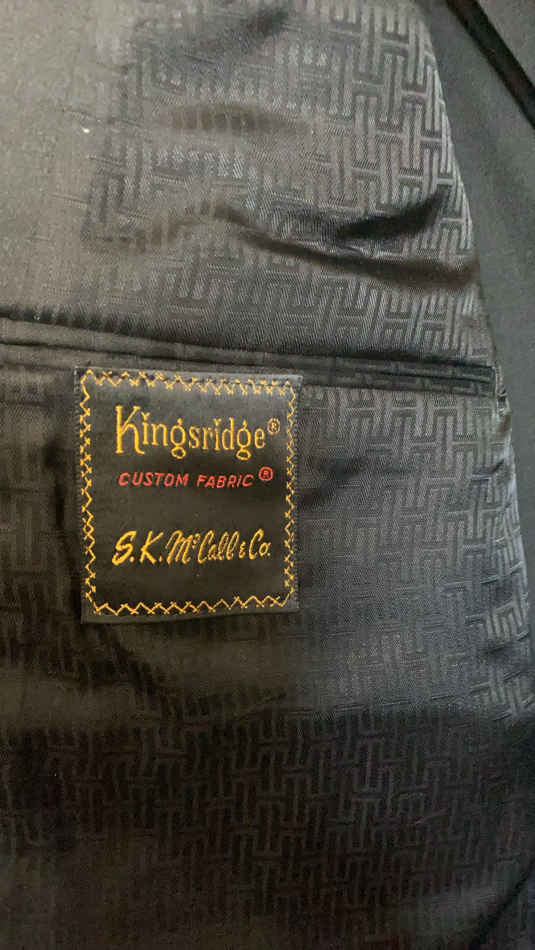 Kingsridge®
CUSTOM FABRIC®
S.K. McCall & Co.